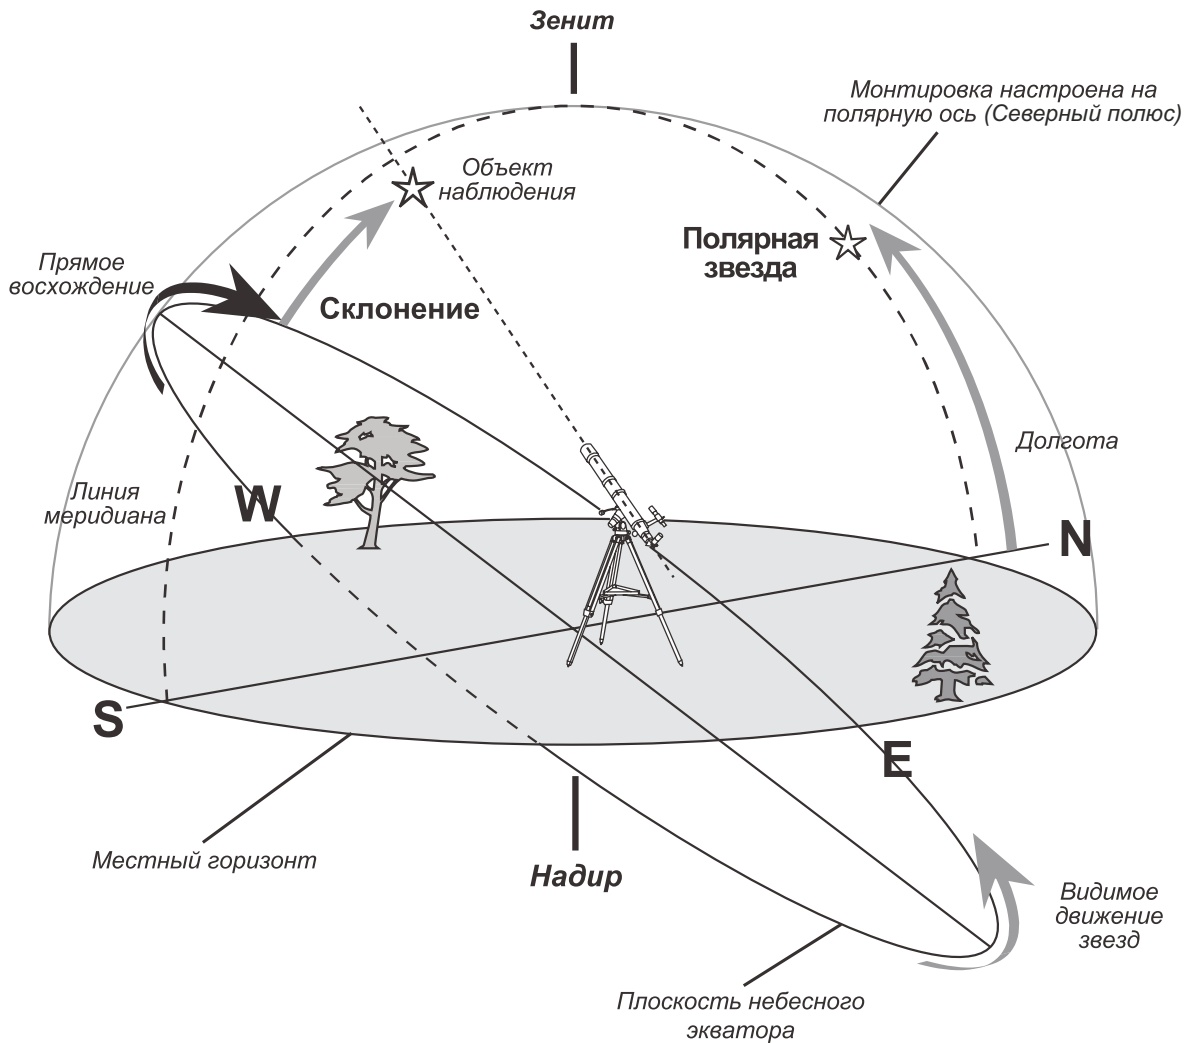 Зенит
Монтировка настроена на
полярную ось (Северный полюс)
Объект
наблюдения
Полярная
звезда
Прямое
восхождение
Склонение
Долгота
Линия
меридиана
W
N
S
E
Местный горизонт
Надир
Видимое
движение
звезд
Плоскость небесного
экватора